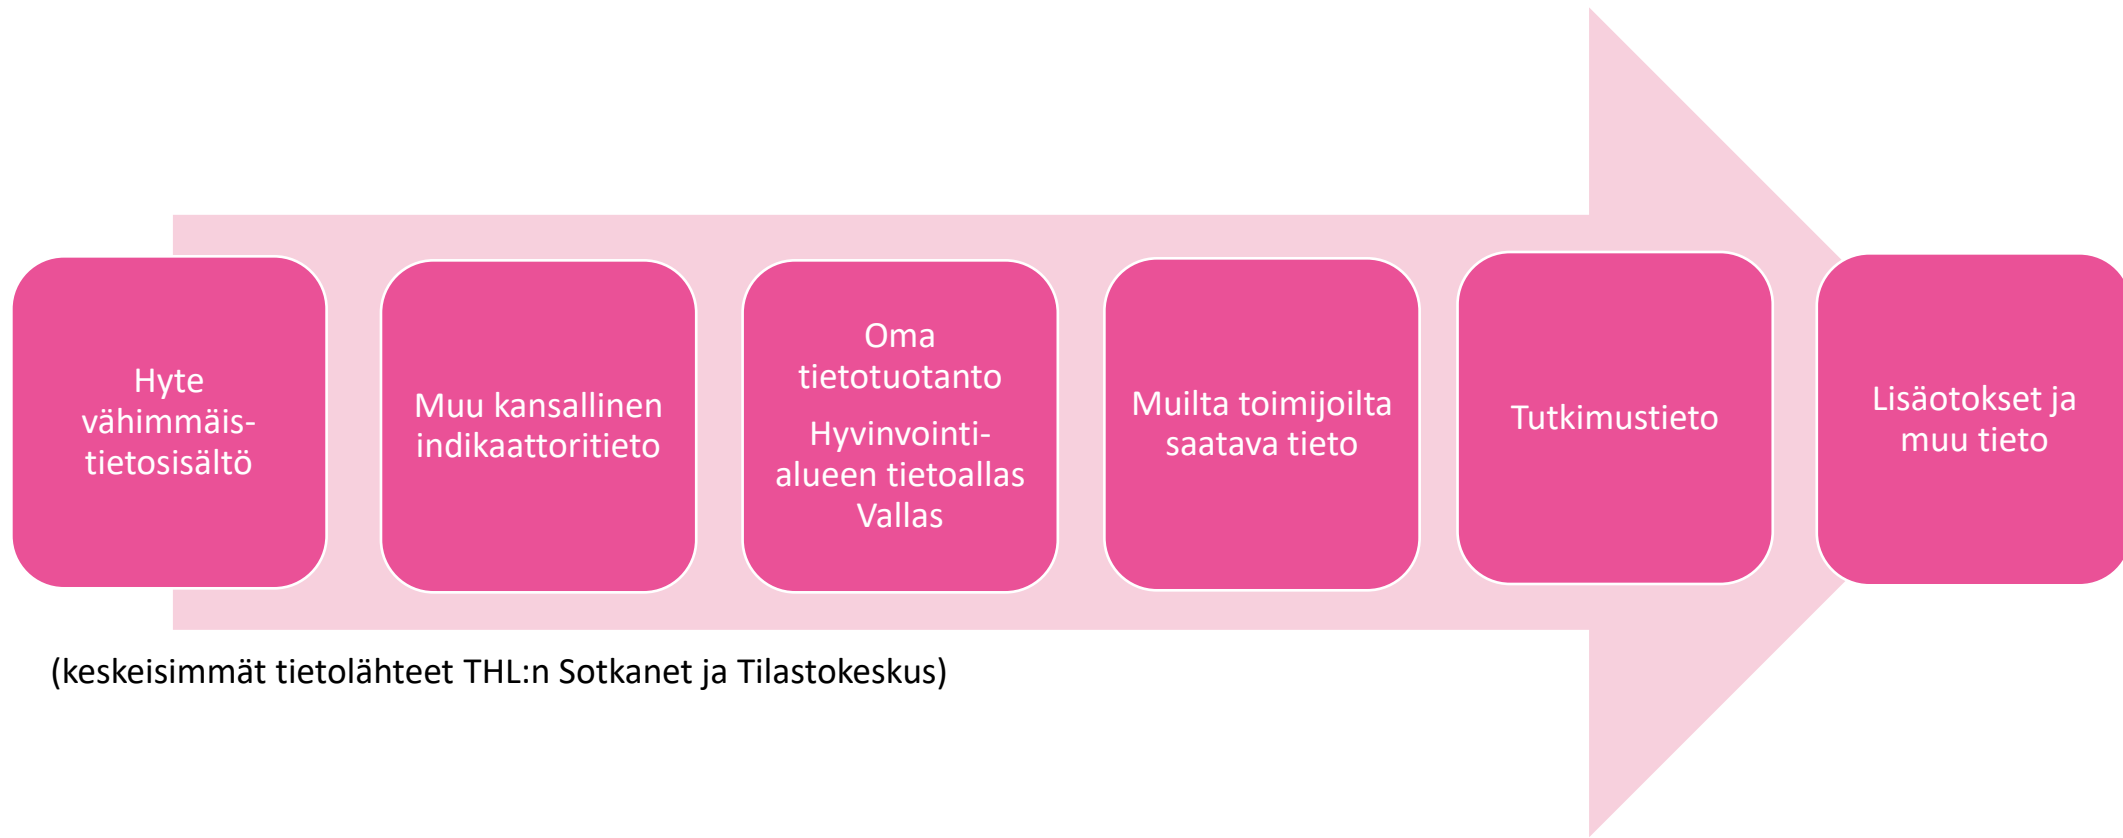 Hyte
vähimmäis-
tietosisältö
Muu kansallinen
indikaattoritieto
Oma
tietotuotanto
Hyvinvointi-
alueen tietoallas
Vallas
Muilta toimijoilta
saatava tieto
Tutkimustieto
Lisäotokset ja
muu tieto
(keskeisimmät tietolähteet THL:n Sotkanet ja Tilastokeskus)